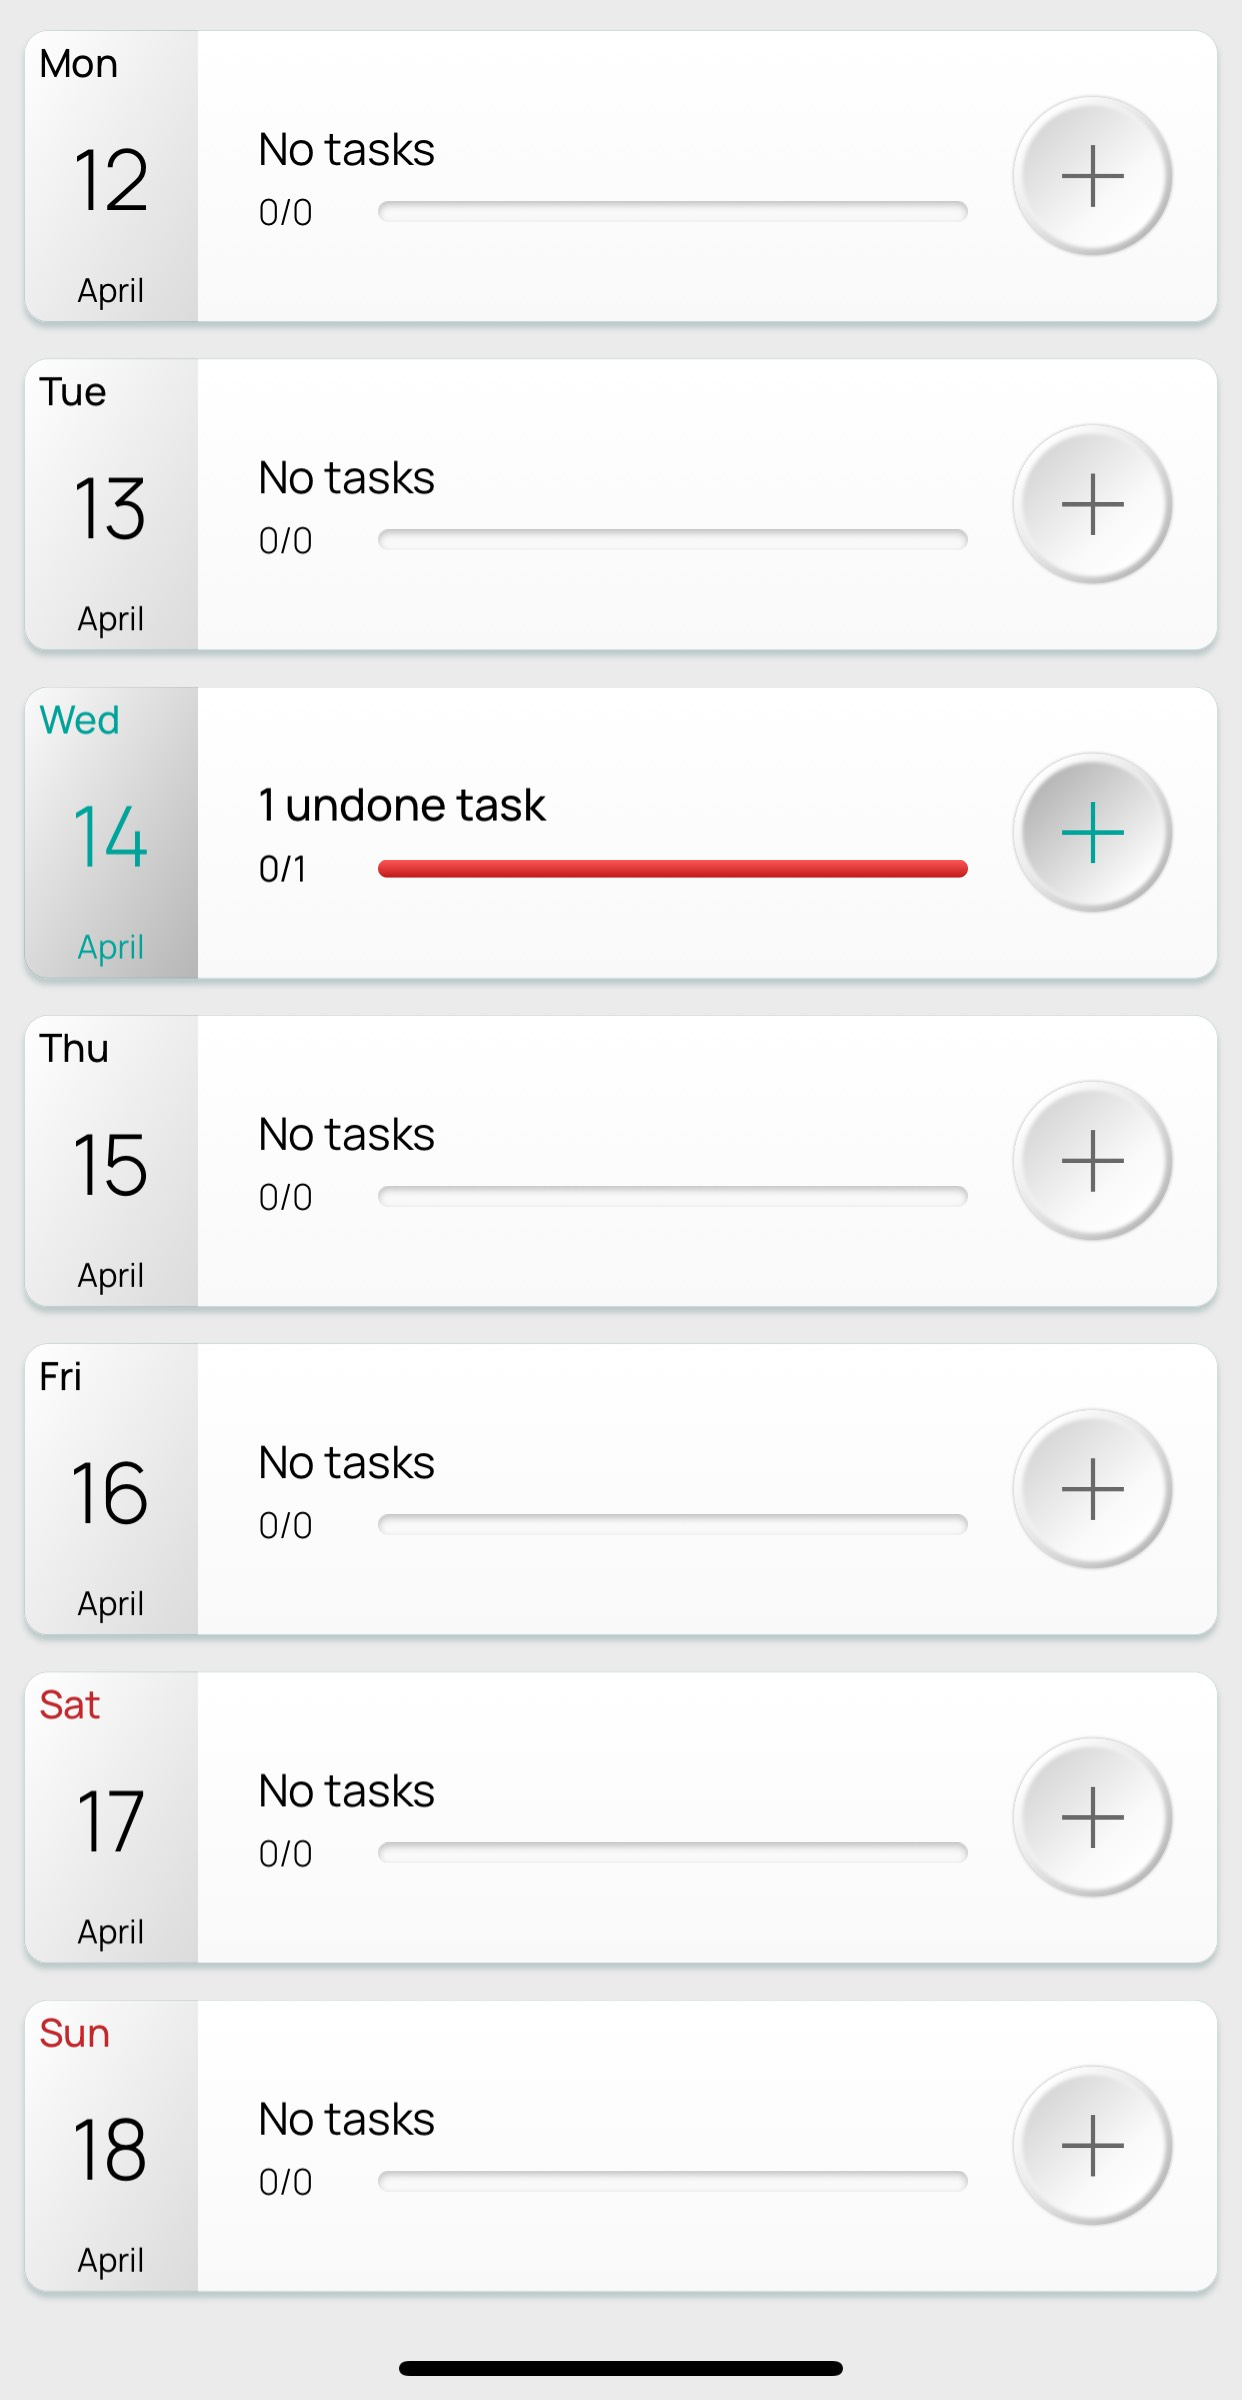 Mon
12
April
No tasks
0/0
Tue
13
April
No tasks
0/0
Wed
14
April
1 undone task
0/1
Thu
15
April
No tasks
0/0
Fri
16
April
No tasks
0/0
Sat
17
April
No tasks
0/0
Sun
18
April
No tasks
0/0